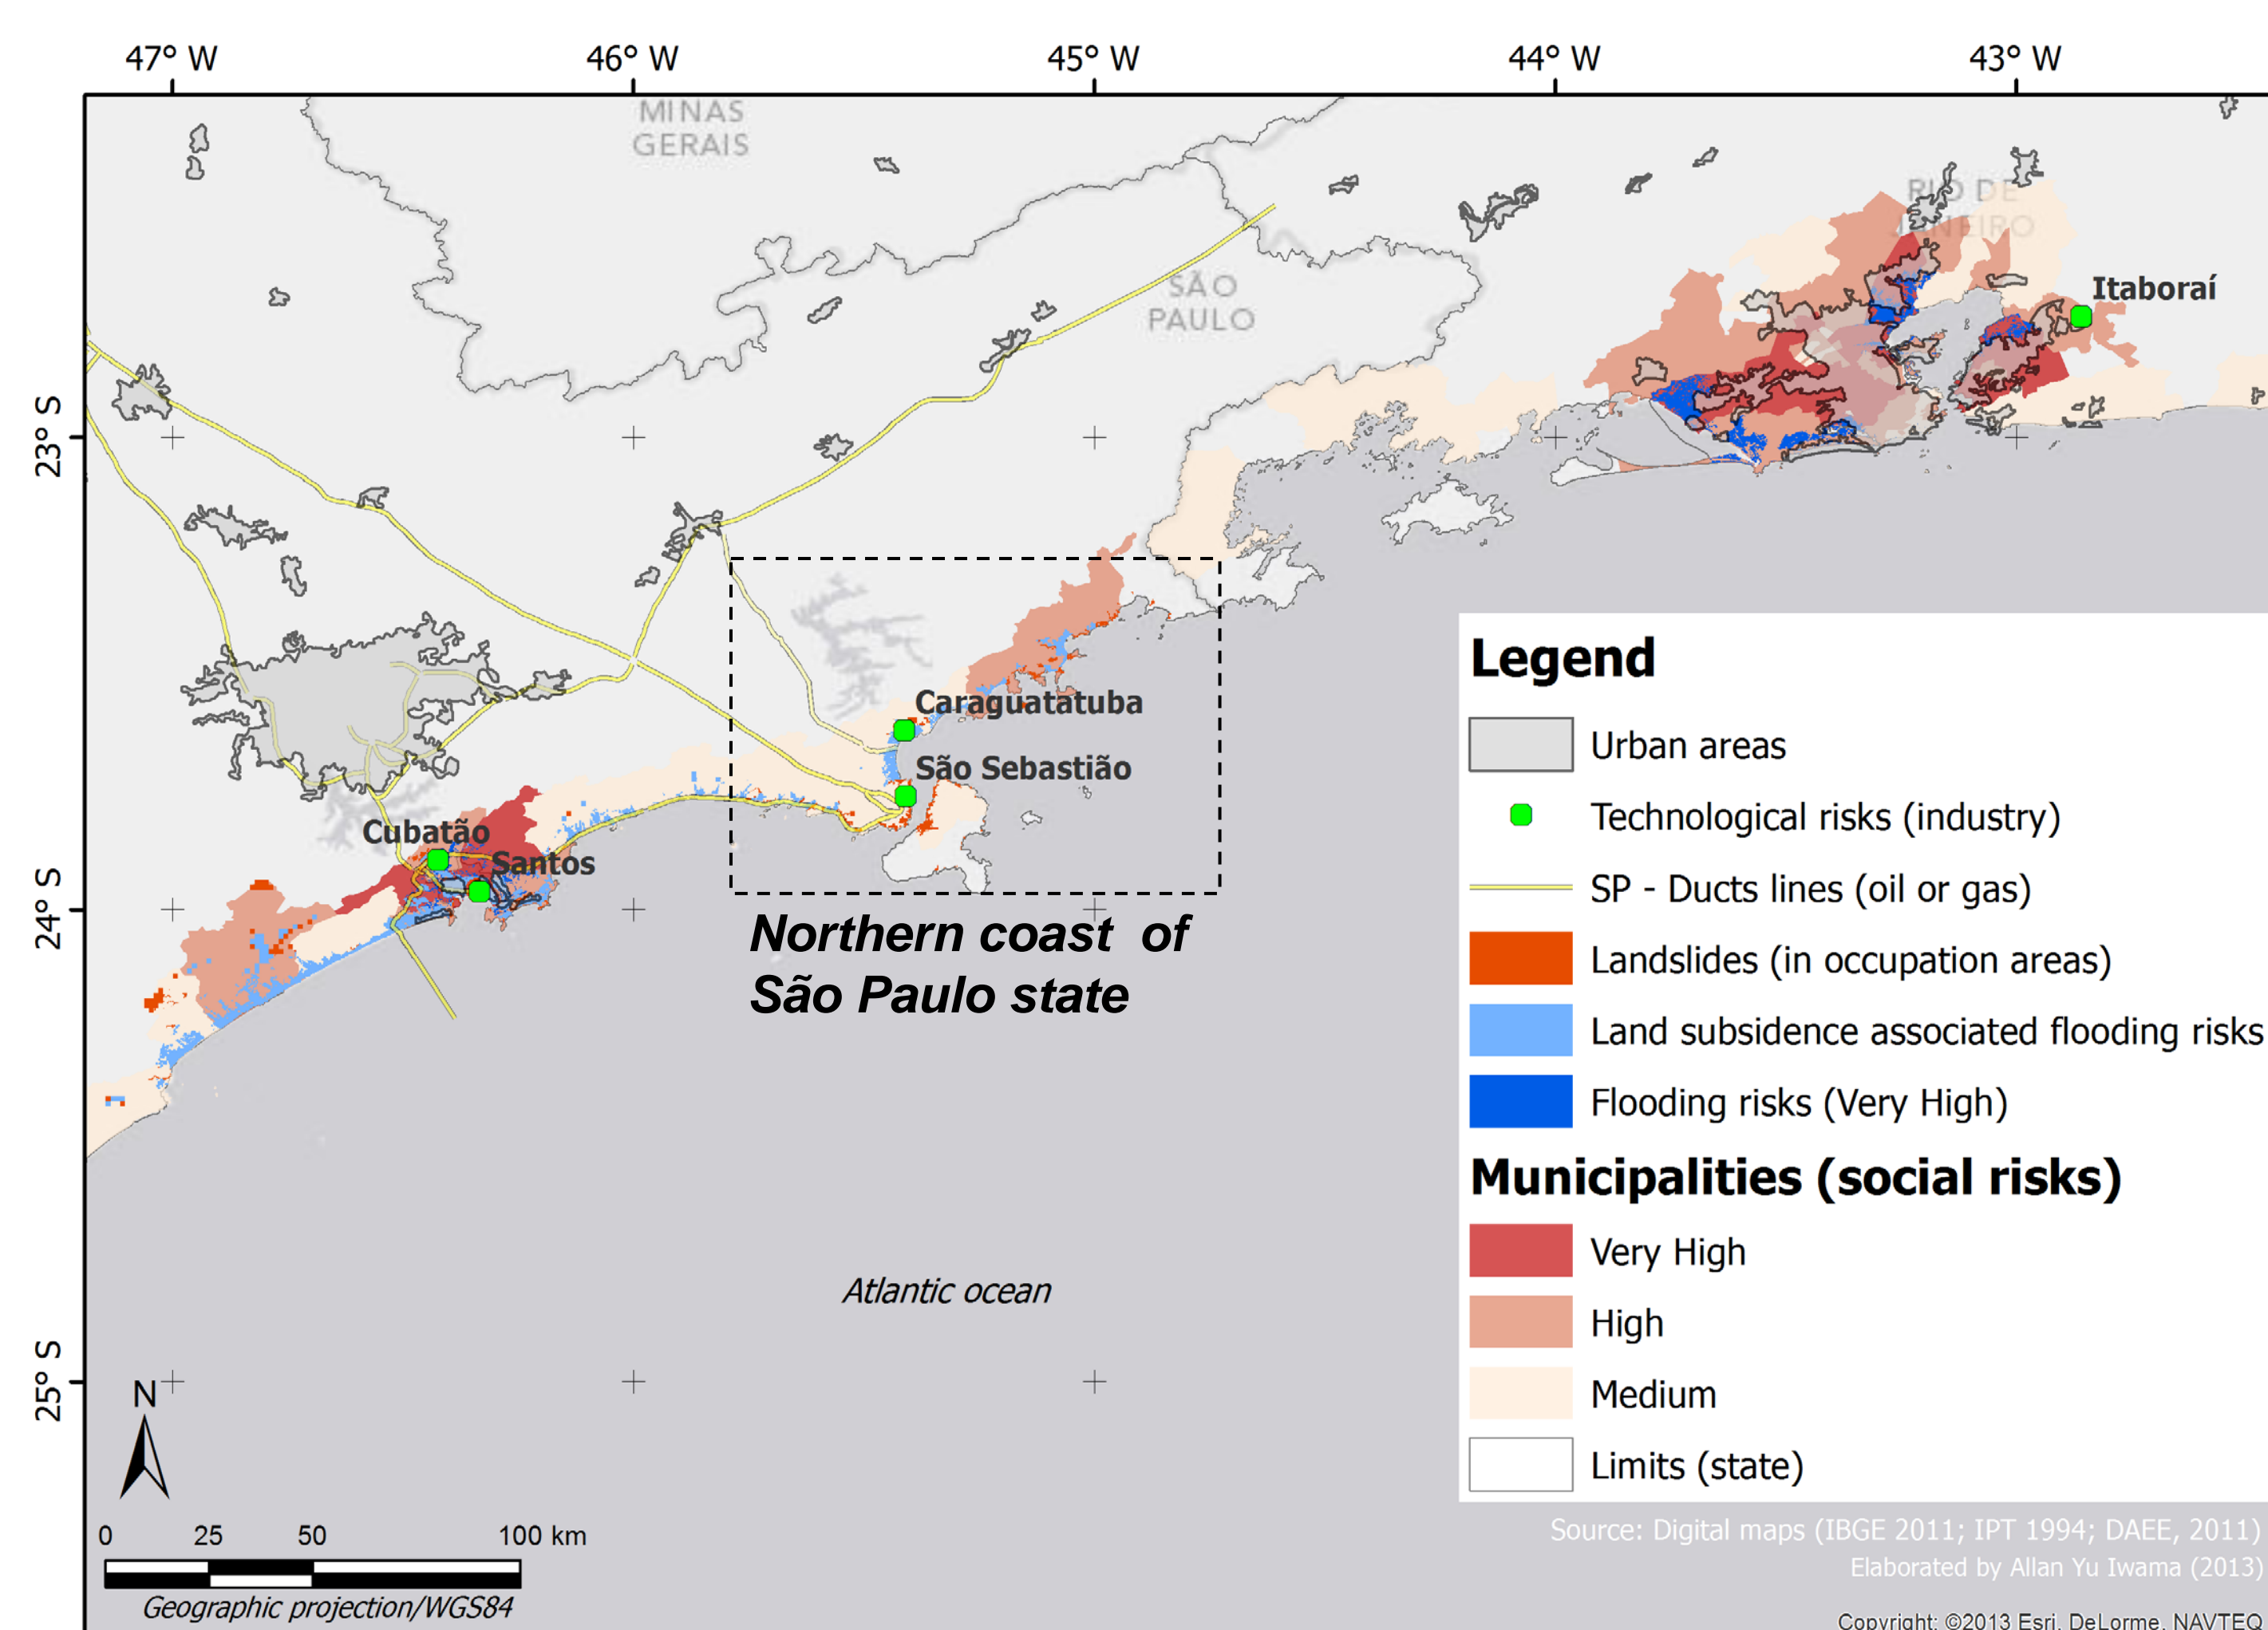 47° W 46° W 45° W 44° W 43° W
MINAS
GERAIS
RIO DE
JANEIRO
SÃO
PAULO
Itaboraí
23° S
Caraguatatuba
São Sebastião
Cubatão
Santos
24° S
Northern coast of
São Paulo state
Atlantic ocean
25° S
N
0 25 50 100 km
Geographic projection/WGS84
Legend
Urban areas
Technological risks (industry)
SP - Ducts lines (oil or gas)
Landslides (in occupation areas)
Land subsidence associated flooding risks
Flooding risks (Very High)
Municipalities (social risks)
Very High
High
Medium
Limits (state)
Source: Digital maps (IBGE 2011; IPT 1994; DAEE, 2011)
Elaborated by Allan Yu Iwama (2013)
Copyright: ©2013 Esri, DeLorme, NAVTEQ